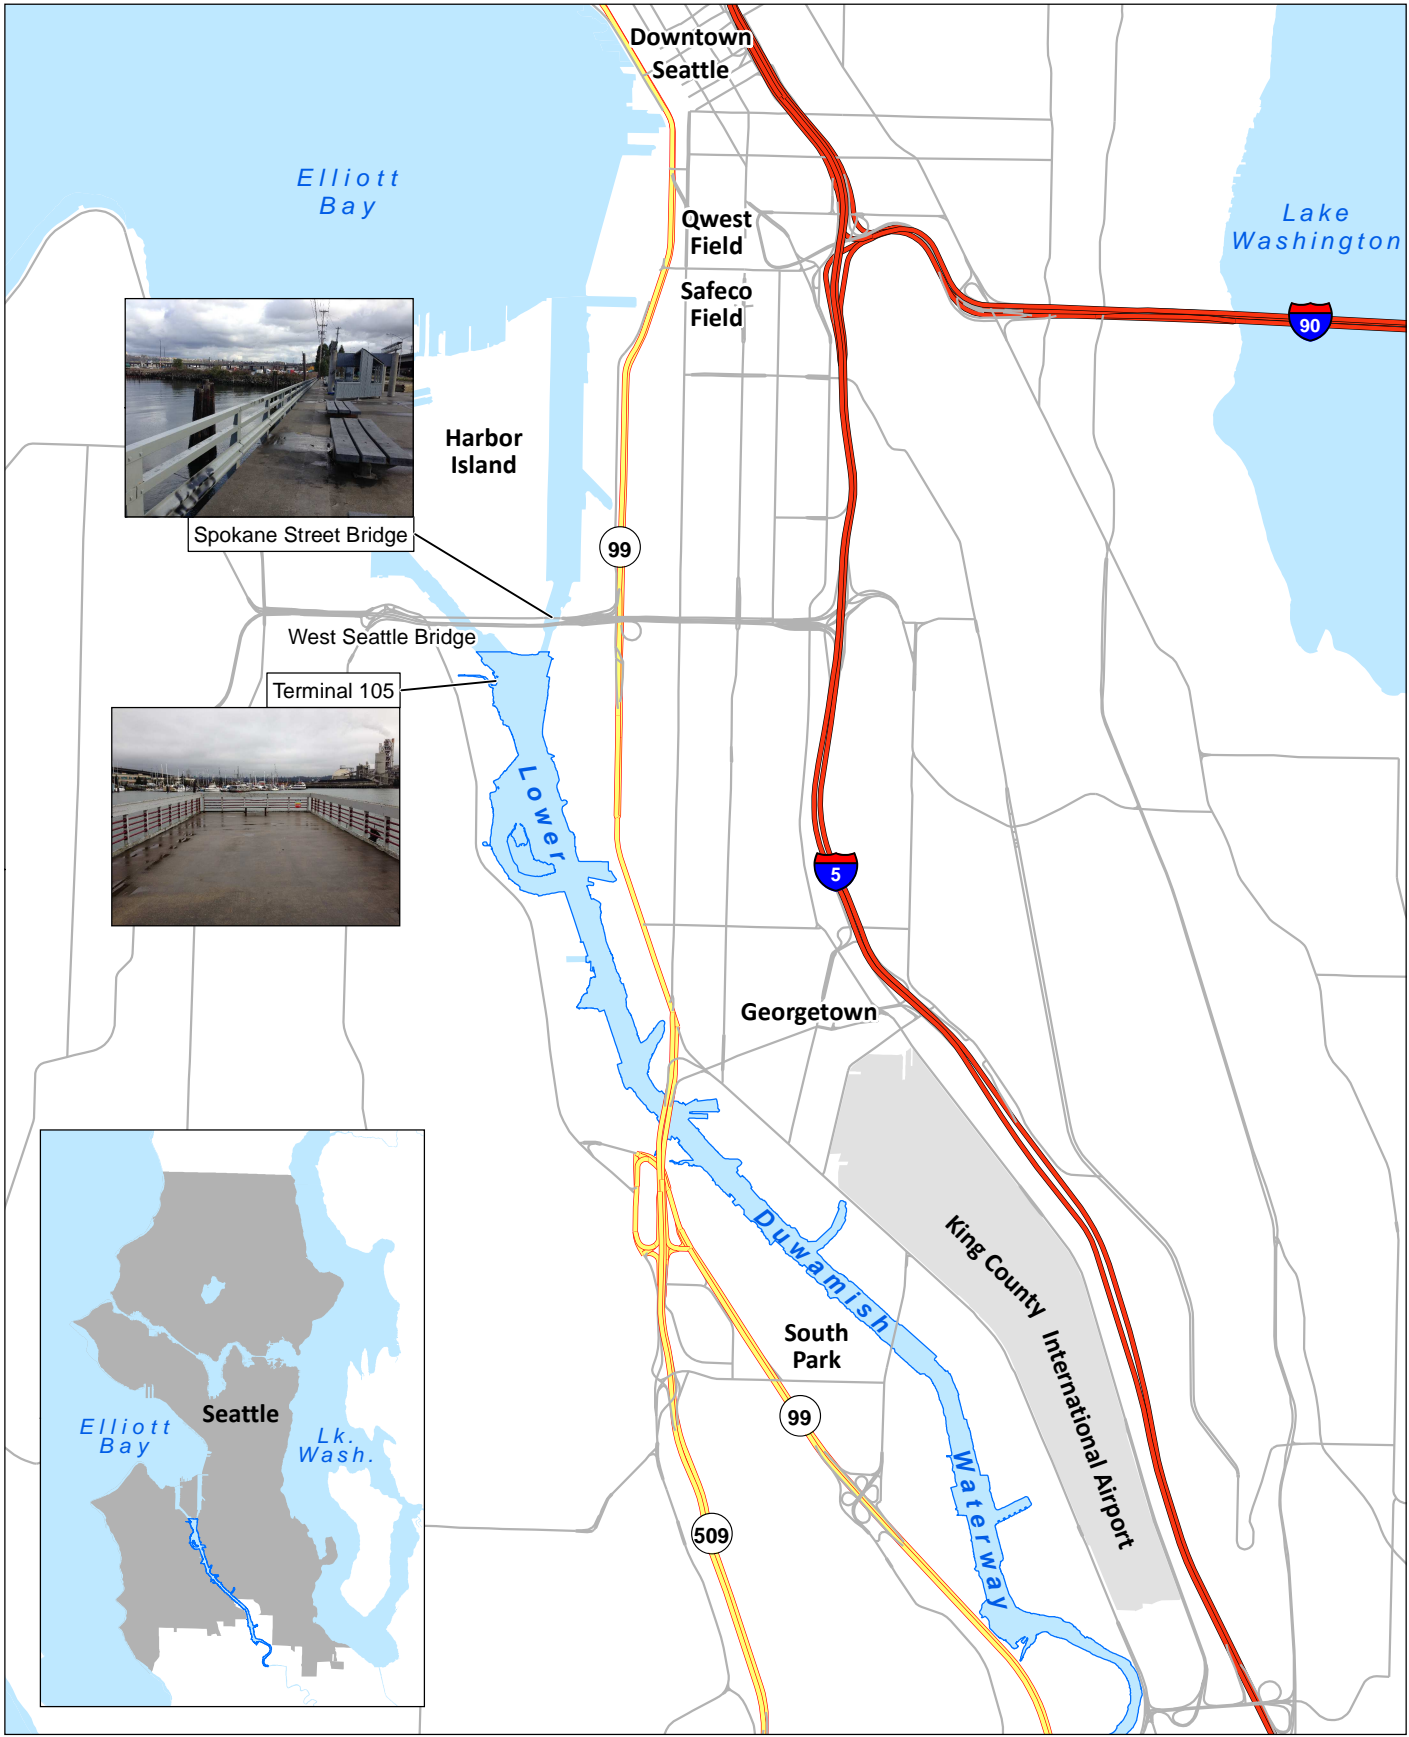 Downtown
Seattle
Elliott
Bay
Lake
Washington
Qwest
Field
Safeco
Field
90
Harbor
Island
Spokane Street Bridge
99
West Seattle Bridge
Terminal 105
Lower
5
Georgetown
Duwamish
King County International Airport
South
Park
99
Waterway
509
Seattle
Elliott
Bay
Lk.
Wash.